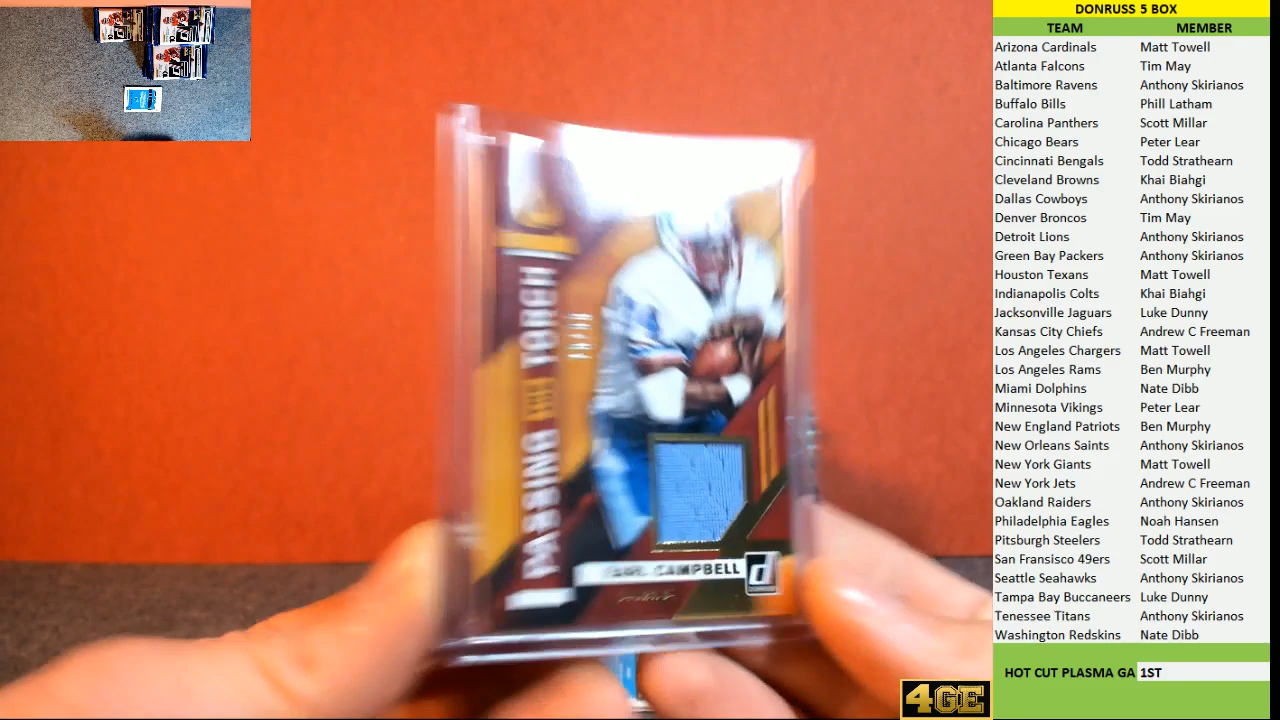 DONRUSS 5 BOX
TEAM MEMBER
Arizona Cardinals Matt Towell
Atlanta Falcons Tim May
Baltimore Ravens Anthony Skirianos
Buffalo Bills Phill Latham
Carolina Panthers Scott Millar
Chicago Bears Peter Lear
Cincinnati Bengals Todd Strathearn
Cleveland Browns Khai Biahgi
Dallas Cowboys Anthony Skirianos
Denver Broncos Tim May
Detroit Lions Anthony Skirianos
Green Bay Packers Anthony Skirianos
Houston Texans Matt Towell
Indianapolis Colts Khai Biahgi
Jacksonville Jaguars Luke Dunny
Kansas City Chiefs Andrew C Freeman
Los Angeles Chargers Matt Towell
Los Angeles Rams Ben Murphy
Miami Dolphins Nate Dibb
Minnesota Vikings Peter Lear
New England Patriots Ben Murphy
New Orleans Saints Anthony Skirianos
New York Giants Matt Towell
New York Jets Andrew C Freeman
Oakland Raiders Anthony Skirianos
Philadelphia Eagles Noah Hansen
Pitsburgh Steelers Todd Strathearn
San Fransisco 49ers Scott Millar
Seattle Seahawks Anthony Skirianos
Tampa Bay Buccaneers Luke Dunny
Tenessee Titans Anthony Skirianos
Washington Redskins Nate Dibb
HOT CUT PLASMA GA 1ST
4GE
PASSING THE TORCH
EARL CAMPBELL
d
DONRUSS